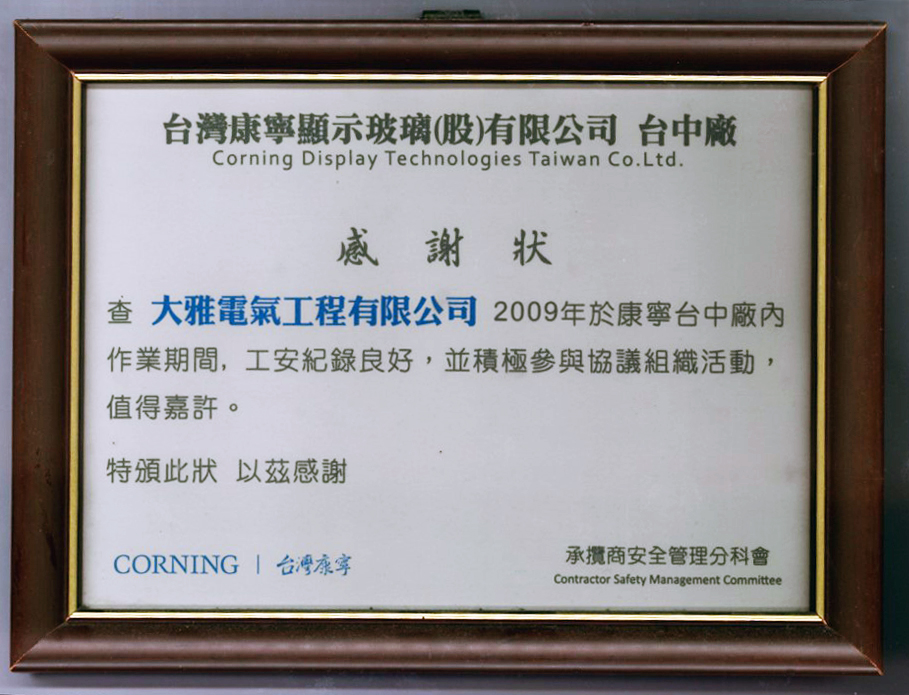 台灣康寧顯示玻璃(股)有限公司 台中廠
Corning Display Technologies Taiwan Co.Ltd.
感謝狀
查 大雅電氣工程有限公司 2009年於康寧台中廠內
作業期間, 工安紀錄良好，並積極參與協議組織活動，
值得嘉許。
特頒此狀 以茲感謝
CORNING | 台灣康寧
承攬商安全管理分科會
Contractor Safety Management Committee